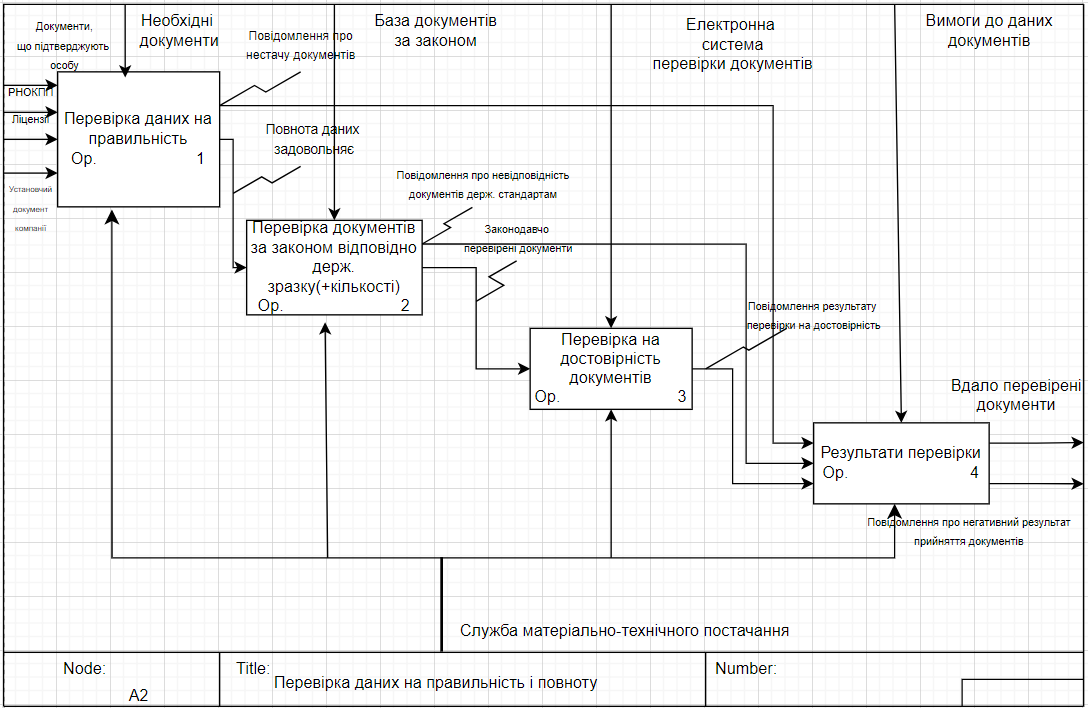 Документи,
що підтверджують
особу
Необхідні
документи
Повідомлення про
нестачу документів
База документів
за законом
Електронна
система
перевірки документів
Вимоги до даних
документів
РНОКПП
Ліцензії
Установчий
документ
компанії
Перевірка даних на
правильність
Op. 1
Повнота даних
задовольняє
Повідомлення про невідповідність
документів держ. стандартам
Законодавчо
перевірені документи
Перевірка документів
за законом відповідно
держ.
зразку(+кількості)
Op. 2
Повідомлення результату
перевірки на достовірність
Перевірка на
достовірність
документів
Op. 3
Вдало перевірені
документи
Результати перевірки
Op. 4
Повідомлення про негативний результат
прийняття документів
Служба матеріально-технічного постачання
Node:
A2
Title:
Перевірка даних на правильність і повноту
Number: